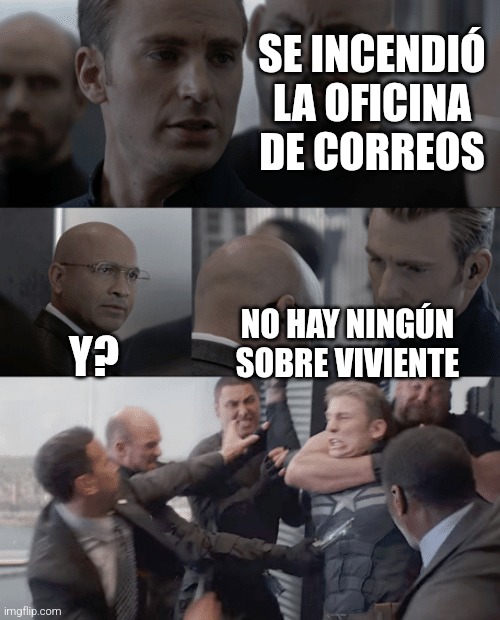 SE INCENDIÓ
LA OFICINA
DE CORREOS
Y?
NO HAY NINGÚN
SOBRE VIVIENTE
imgflip.com